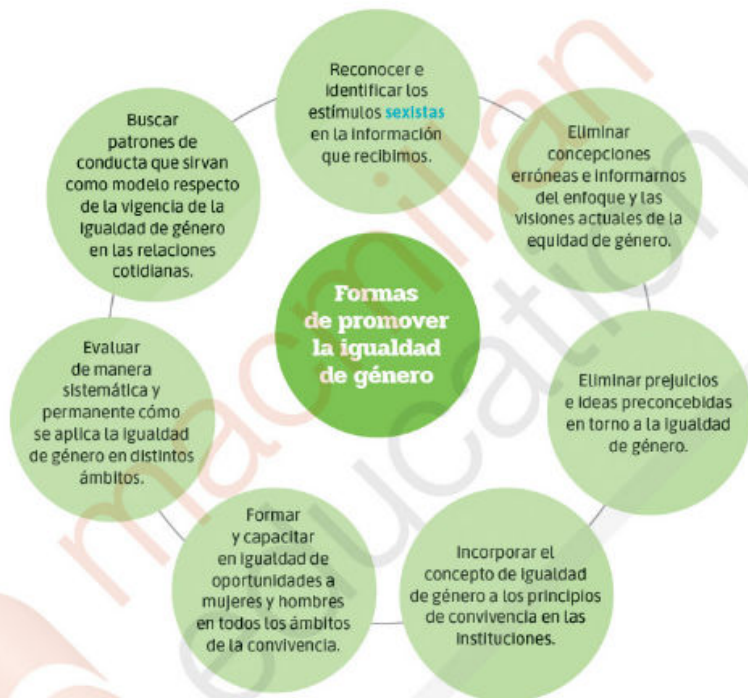 Formas
de promover
la igualdad
de género
Reconocer e
identificar los
estímulos sexistas
en la información
que recibimos.
Eliminar
concepciones
erróneas e informarnos
del enfoque y las
visiones actuales de la
equidad de género.
Eliminar prejuicios
e ideas preconcebidas
en torno a la igualdad
de género.
Incorporar el
concepto de igualdad
de género a los principios
de convivencia en las
instituciones.
Formar
y capacitar
en igualdad de
oportunidades a
mujeres y hombres
en todos los ámbitos
de la convivencia.
Evaluar
de manera
sistemática y
permanente cómo
se aplica la igualdad
de género en distintos
ámbitos.
Buscar
patrones de
conducta que sirvan
como modelo respecto
de la vigencia de la
igualdad de género
en las relaciones
cotidianas.
macmillan
education